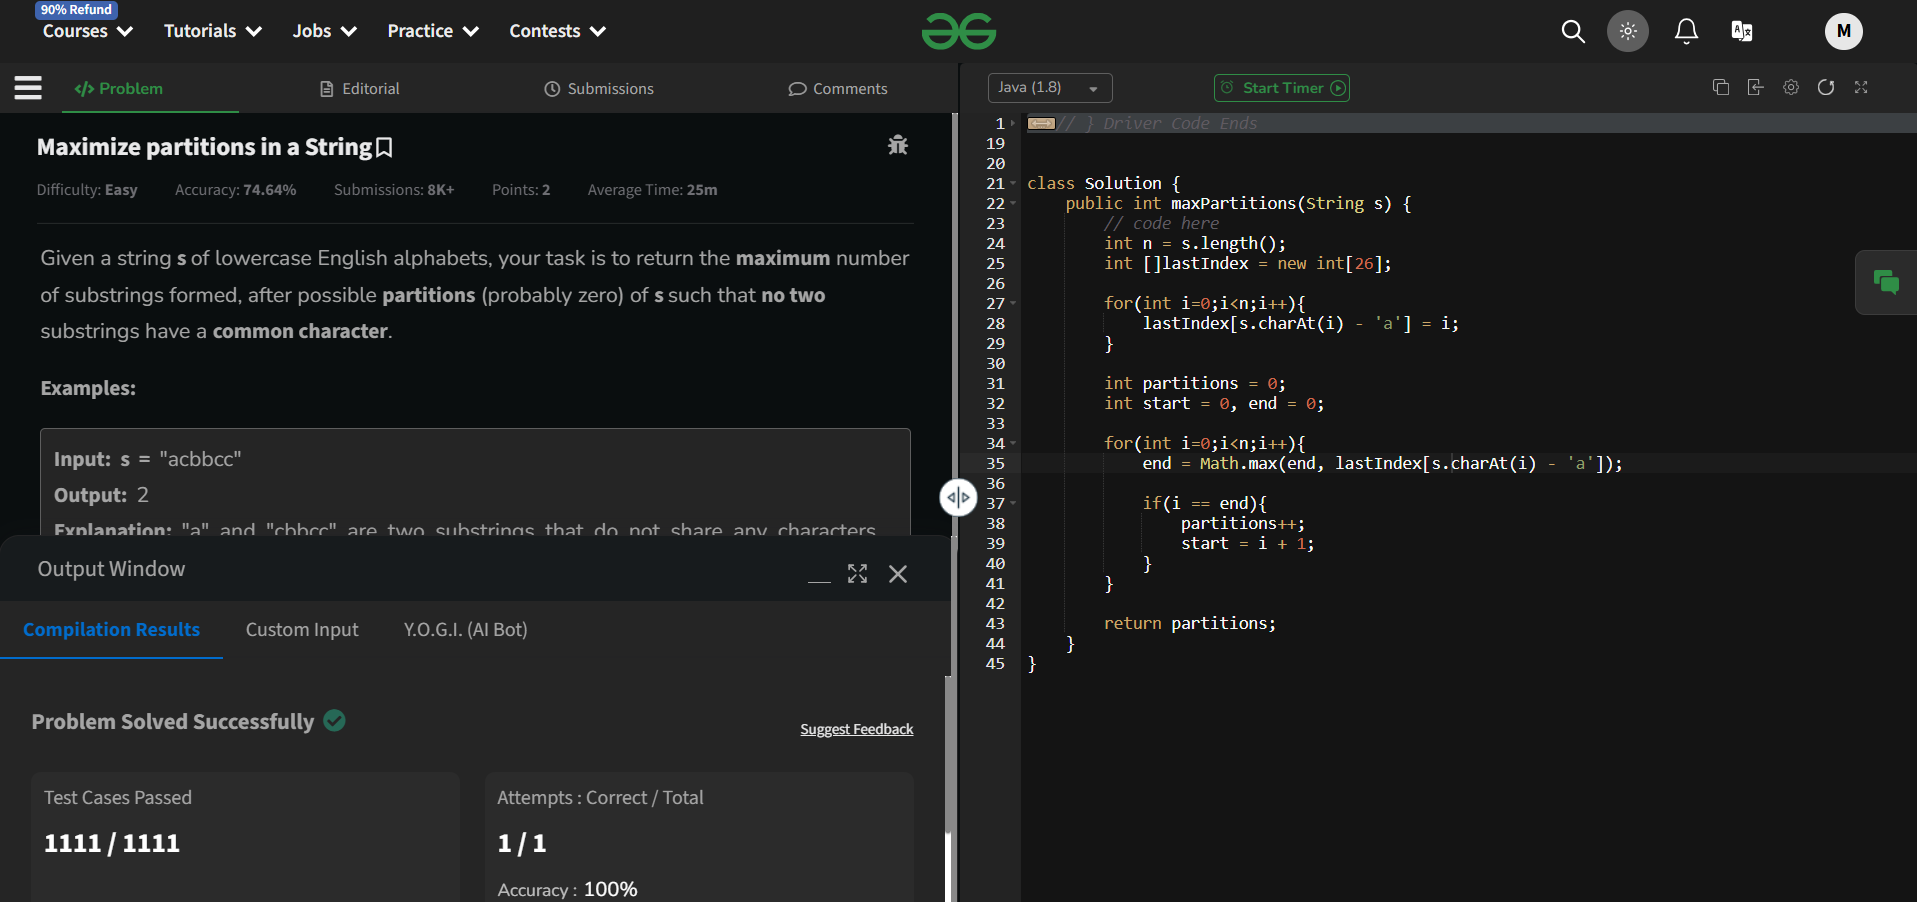 90% Refund
Courses Tutorials Jobs Practice Contests
M
</> Problem Editorial Submissions Comments
Maximize partitions in a String
Difficulty: Easy Accuracy: 74.64% Submissions: 8K+ Points: 2 Average Time: 25m
Given a string s of lowercase English alphabets, your task is to return the maximum number
of substrings formed, after possible partitions (probably zero) of s such that no two
substrings have a common character.
Examples:
Input: s = "acbbcc"
Output: 2
Explanation: "a" and "cbbcc" are two substrings that do not share any characters
Output Window
Compilation Results Custom Input Y.O.G.I. (AI Bot)
Problem Solved Successfully
Suggest Feedback
Test Cases Passed
1111 / 1111
Attempts : Correct / Total
1 / 1
Accuracy : 100%
Java (1.8) Start Timer
1 // } Driver Code Ends
19
20
21 class Solution {
22 public int maxPartitions(String s) {
23 // code here
24 int n = s.length();
25 int []lastIndex = new int[26];
26
27 for(int i=0;i<n;i++){
28 lastIndex[s.charAt(i) - 'a'] = i;
29 }
30
31 int partitions = 0;
32 int start = 0, end = 0;
33
34 for(int i=0;i<n;i++){
35 end = Math.max(end, lastIndex[s.charAt(i) - 'a']);
36
37 if(i == end){
38 partitions++;
39 start = i + 1;
40 }
41 }
42
43 return partitions;
44 }
45 }